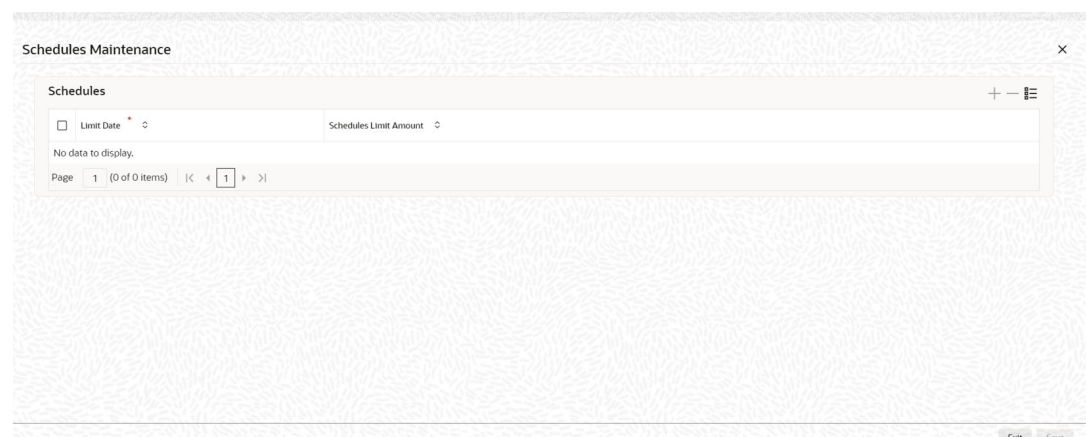 Schedules Maintenance
Schedules
Limit Date * Schedules Limit Amount
No data to display.
Page 1 (0 of 0 items) 1